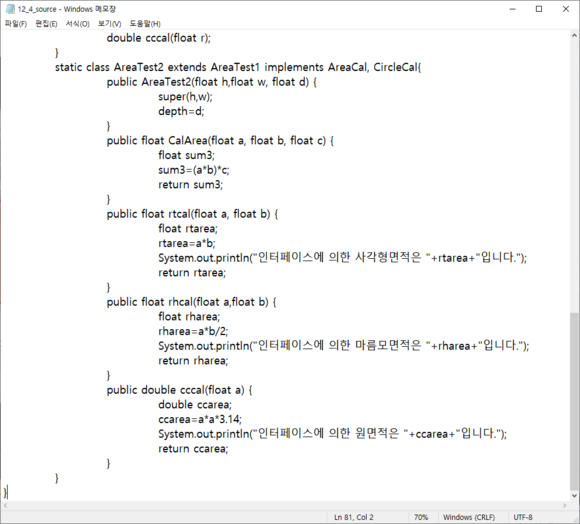 12_4_source - Windows 메모장
파일(F) 편집(E) 서식(O) 보기(V) 도움말(H)
double cccal(float r);
}
static class AreaTest2 extends AreaTest1 implements AreaCal, CircleCal{
public AreaTest2(float h,float w, float d) {
super(h,w);
depth=d;
}
public float CalArea(float a, float b, float c) {
float sum3;
sum3=(a*b)*c;
return sum3;
}
public float rtcal(float a, float b) {
float rtarea;
rtarea=a*b;
System.out.println("인터페이스에 의한 사각형면적은 "+rtarea+"입니다.");
return rtarea;
}
public float rhcal(float a,float b) {
float rharea;
rharea=a*b/2;
System.out.println("인터페이스에 의한 마름모면적은 "+rharea+"입니다.");
return rharea;
}
public double cccal(float a) {
double ccarea;
ccarea=a*a*3.14;
System.out.println("인터페이스에 의한 원면적은 "+ccarea+"입니다.");
return ccarea;
}
}
}
Ln 81, Col 2 70% Windows (CRLF) UTF-8